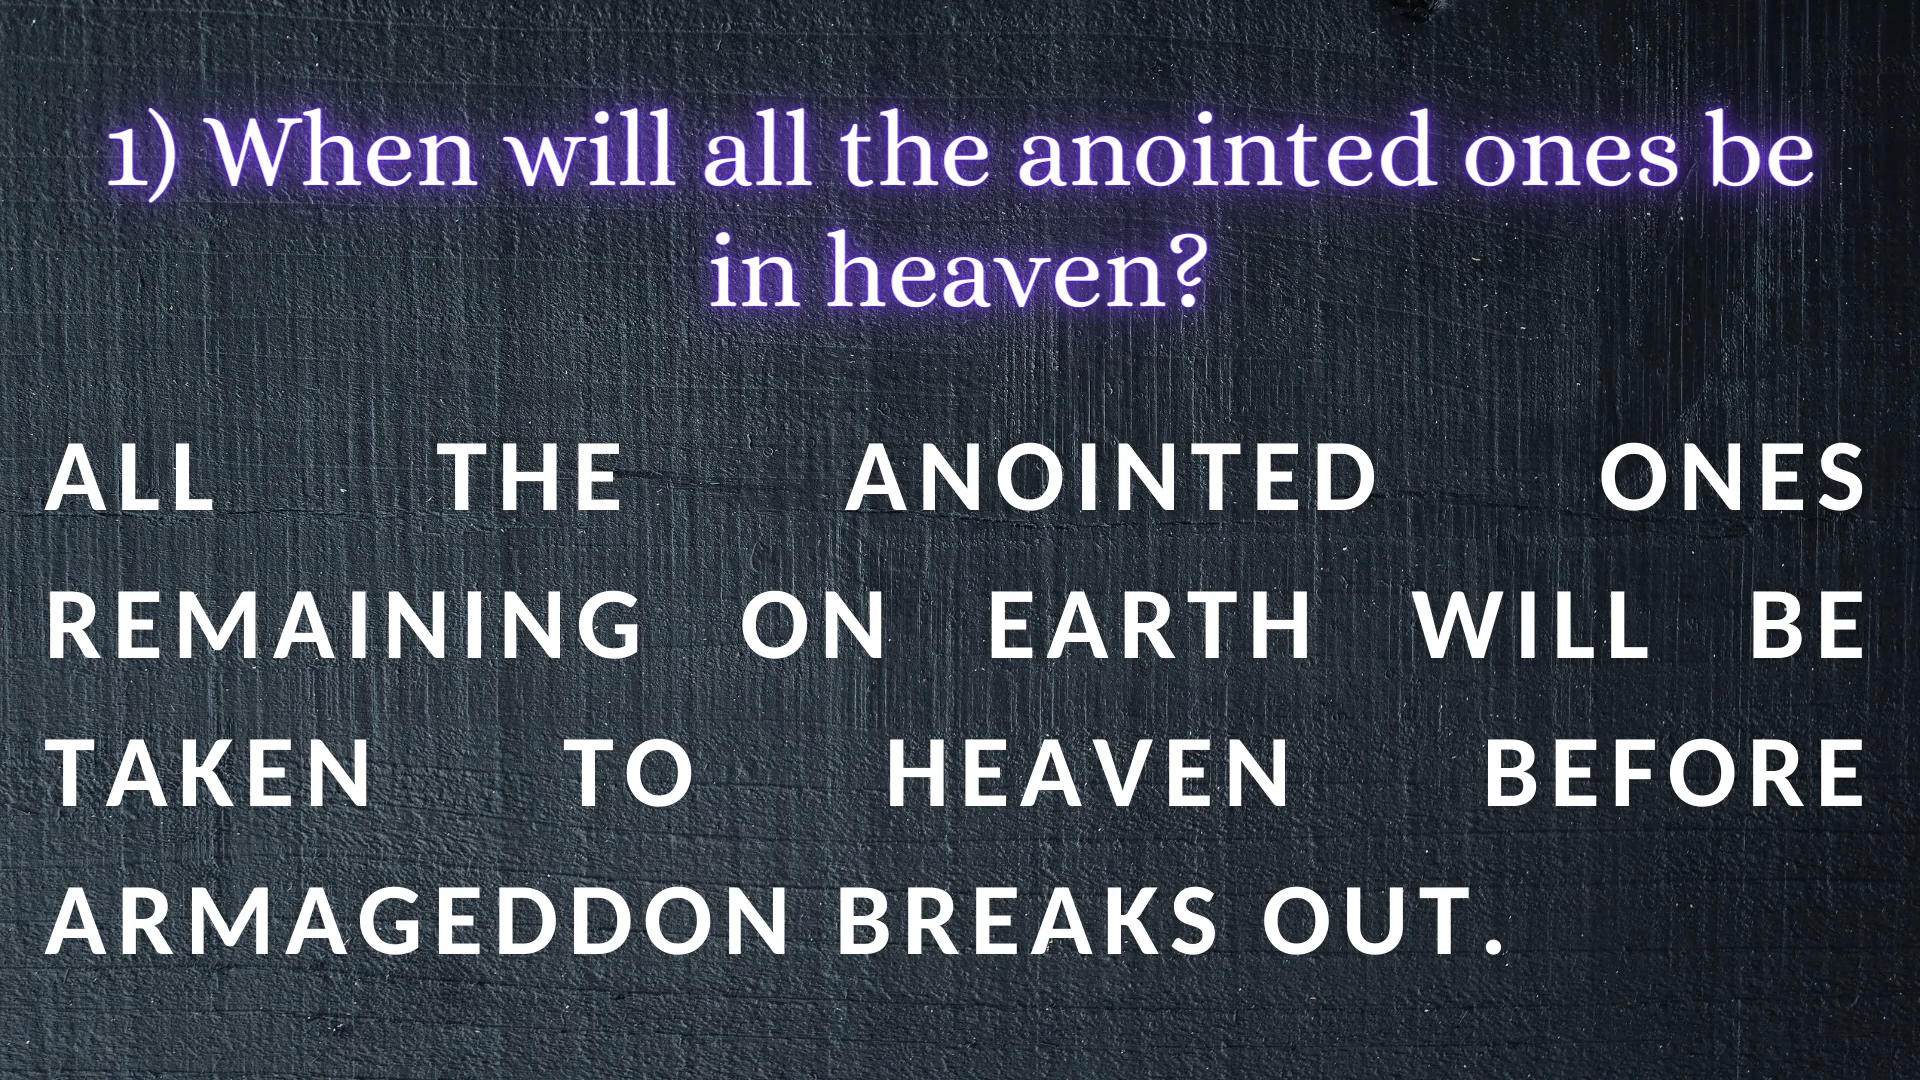 1) When will all the anointed ones be
in heaven?
ALL THE ANOINTED ONES
REMAINING ON EARTH WILL BE
TAKEN TO HEAVEN BEFORE
ARMAGEDDON BREAKS OUT.